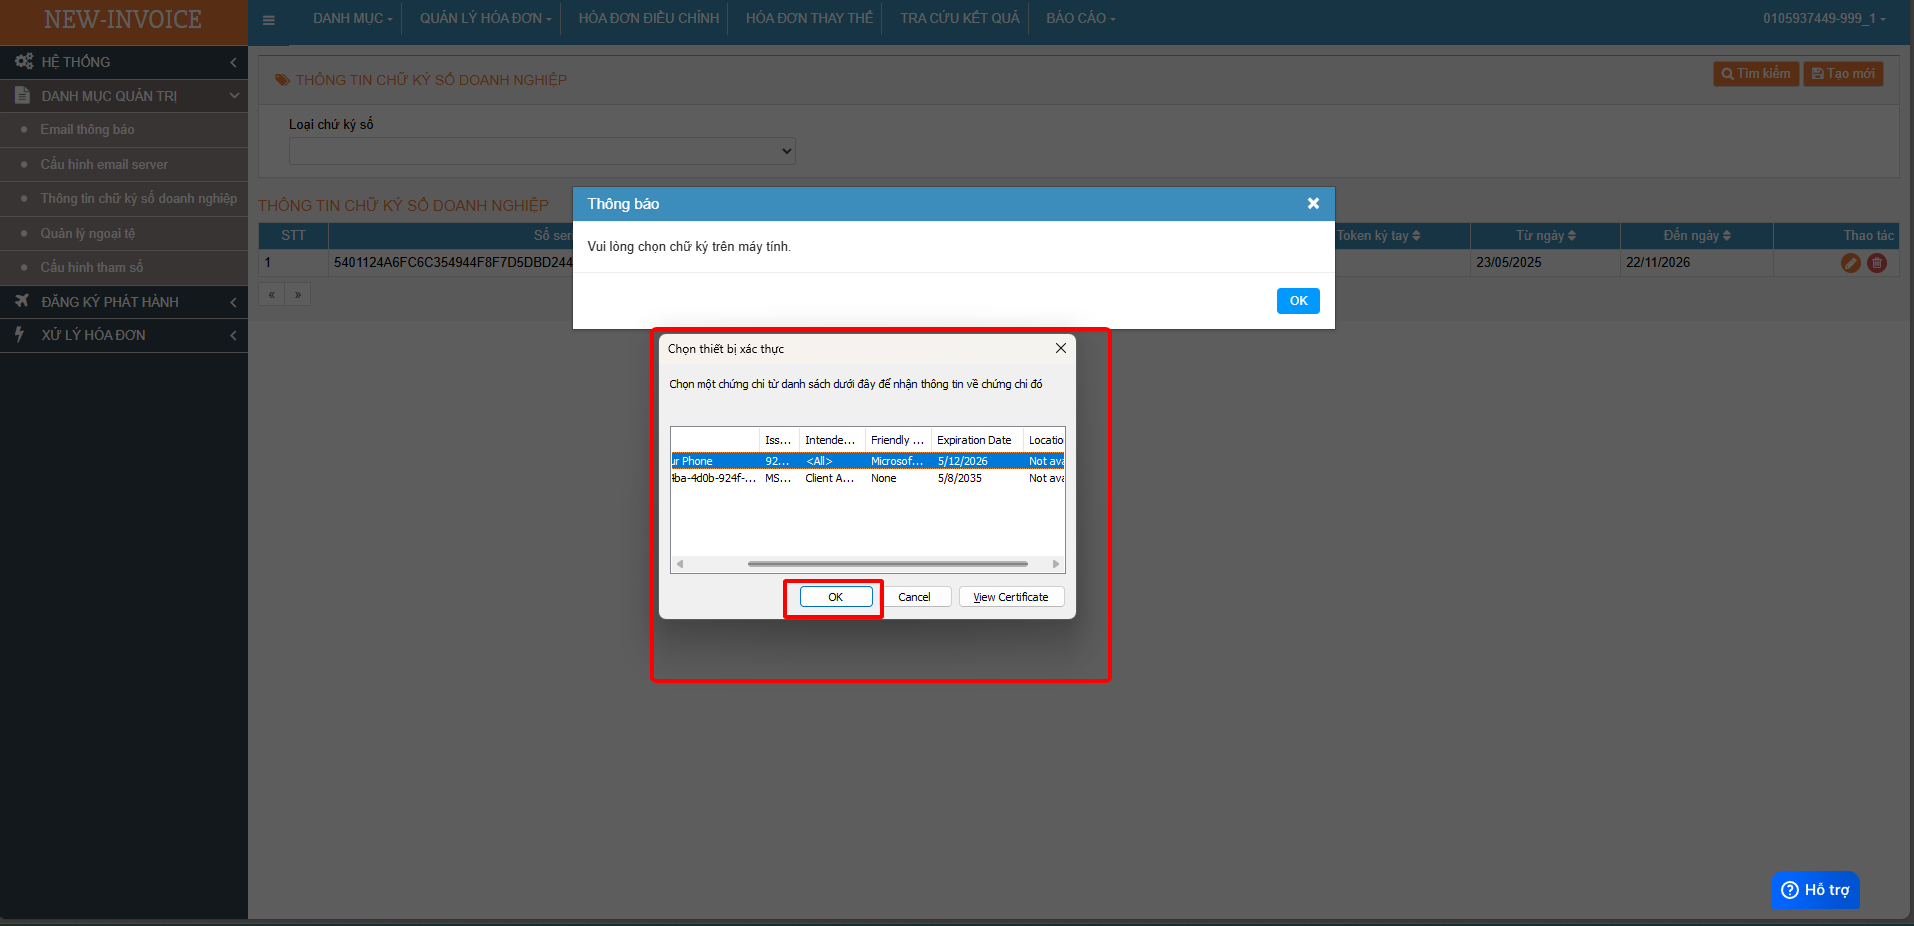 NEW-INVOICE
DANH MỤC
QUẢN LÝ HÓA ĐƠN
HÓA ĐƠN ĐIỀU CHỈNH
HÓA ĐƠN THAY THẾ
TRA CỨU KẾT QUẢ
BÁO CÁO
0105937449-999_1
HỆ THỐNG
DANH MỤC QUẢN TRỊ
Email thông báo
Cấu hình email server
Thông tin chữ ký số doanh nghiệp
Quản lý ngoại tệ
Cấu hình tham số
ĐĂNG KÝ PHÁT HÀNH
XỬ LÝ HÓA ĐƠN
THÔNG TIN CHỮ KÝ SỐ DOANH NGHIỆP
Tìm kiếm
Tạo mới
Loại chữ ký số
THÔNG TIN CHỮ KÝ SỐ DOANH NGHIỆP
STT
Số ser
Token ký tay
Từ ngày
Đến ngày
Thao tác
1
5401124A6FC6C354944F8F7D5DBD244
23/05/2025
22/11/2026
«
»
Thông báo
Vui lòng chọn chữ ký trên máy tính.
OK
Chọn thiết bị xác thực
Chọn một chứng chỉ từ danh sách dưới đây để nhận thông tin về chứng chỉ đó
Iss... Intende... Friendly ... Expiration Date Locatio
ur Phone 92... <All> Microsof... 5/12/2026 Not ava
4ba-4d0b-924f-... MS... Client A... None 5/8/2035 Not ava
OK
Cancel
View Certificate
Hỗ trợ